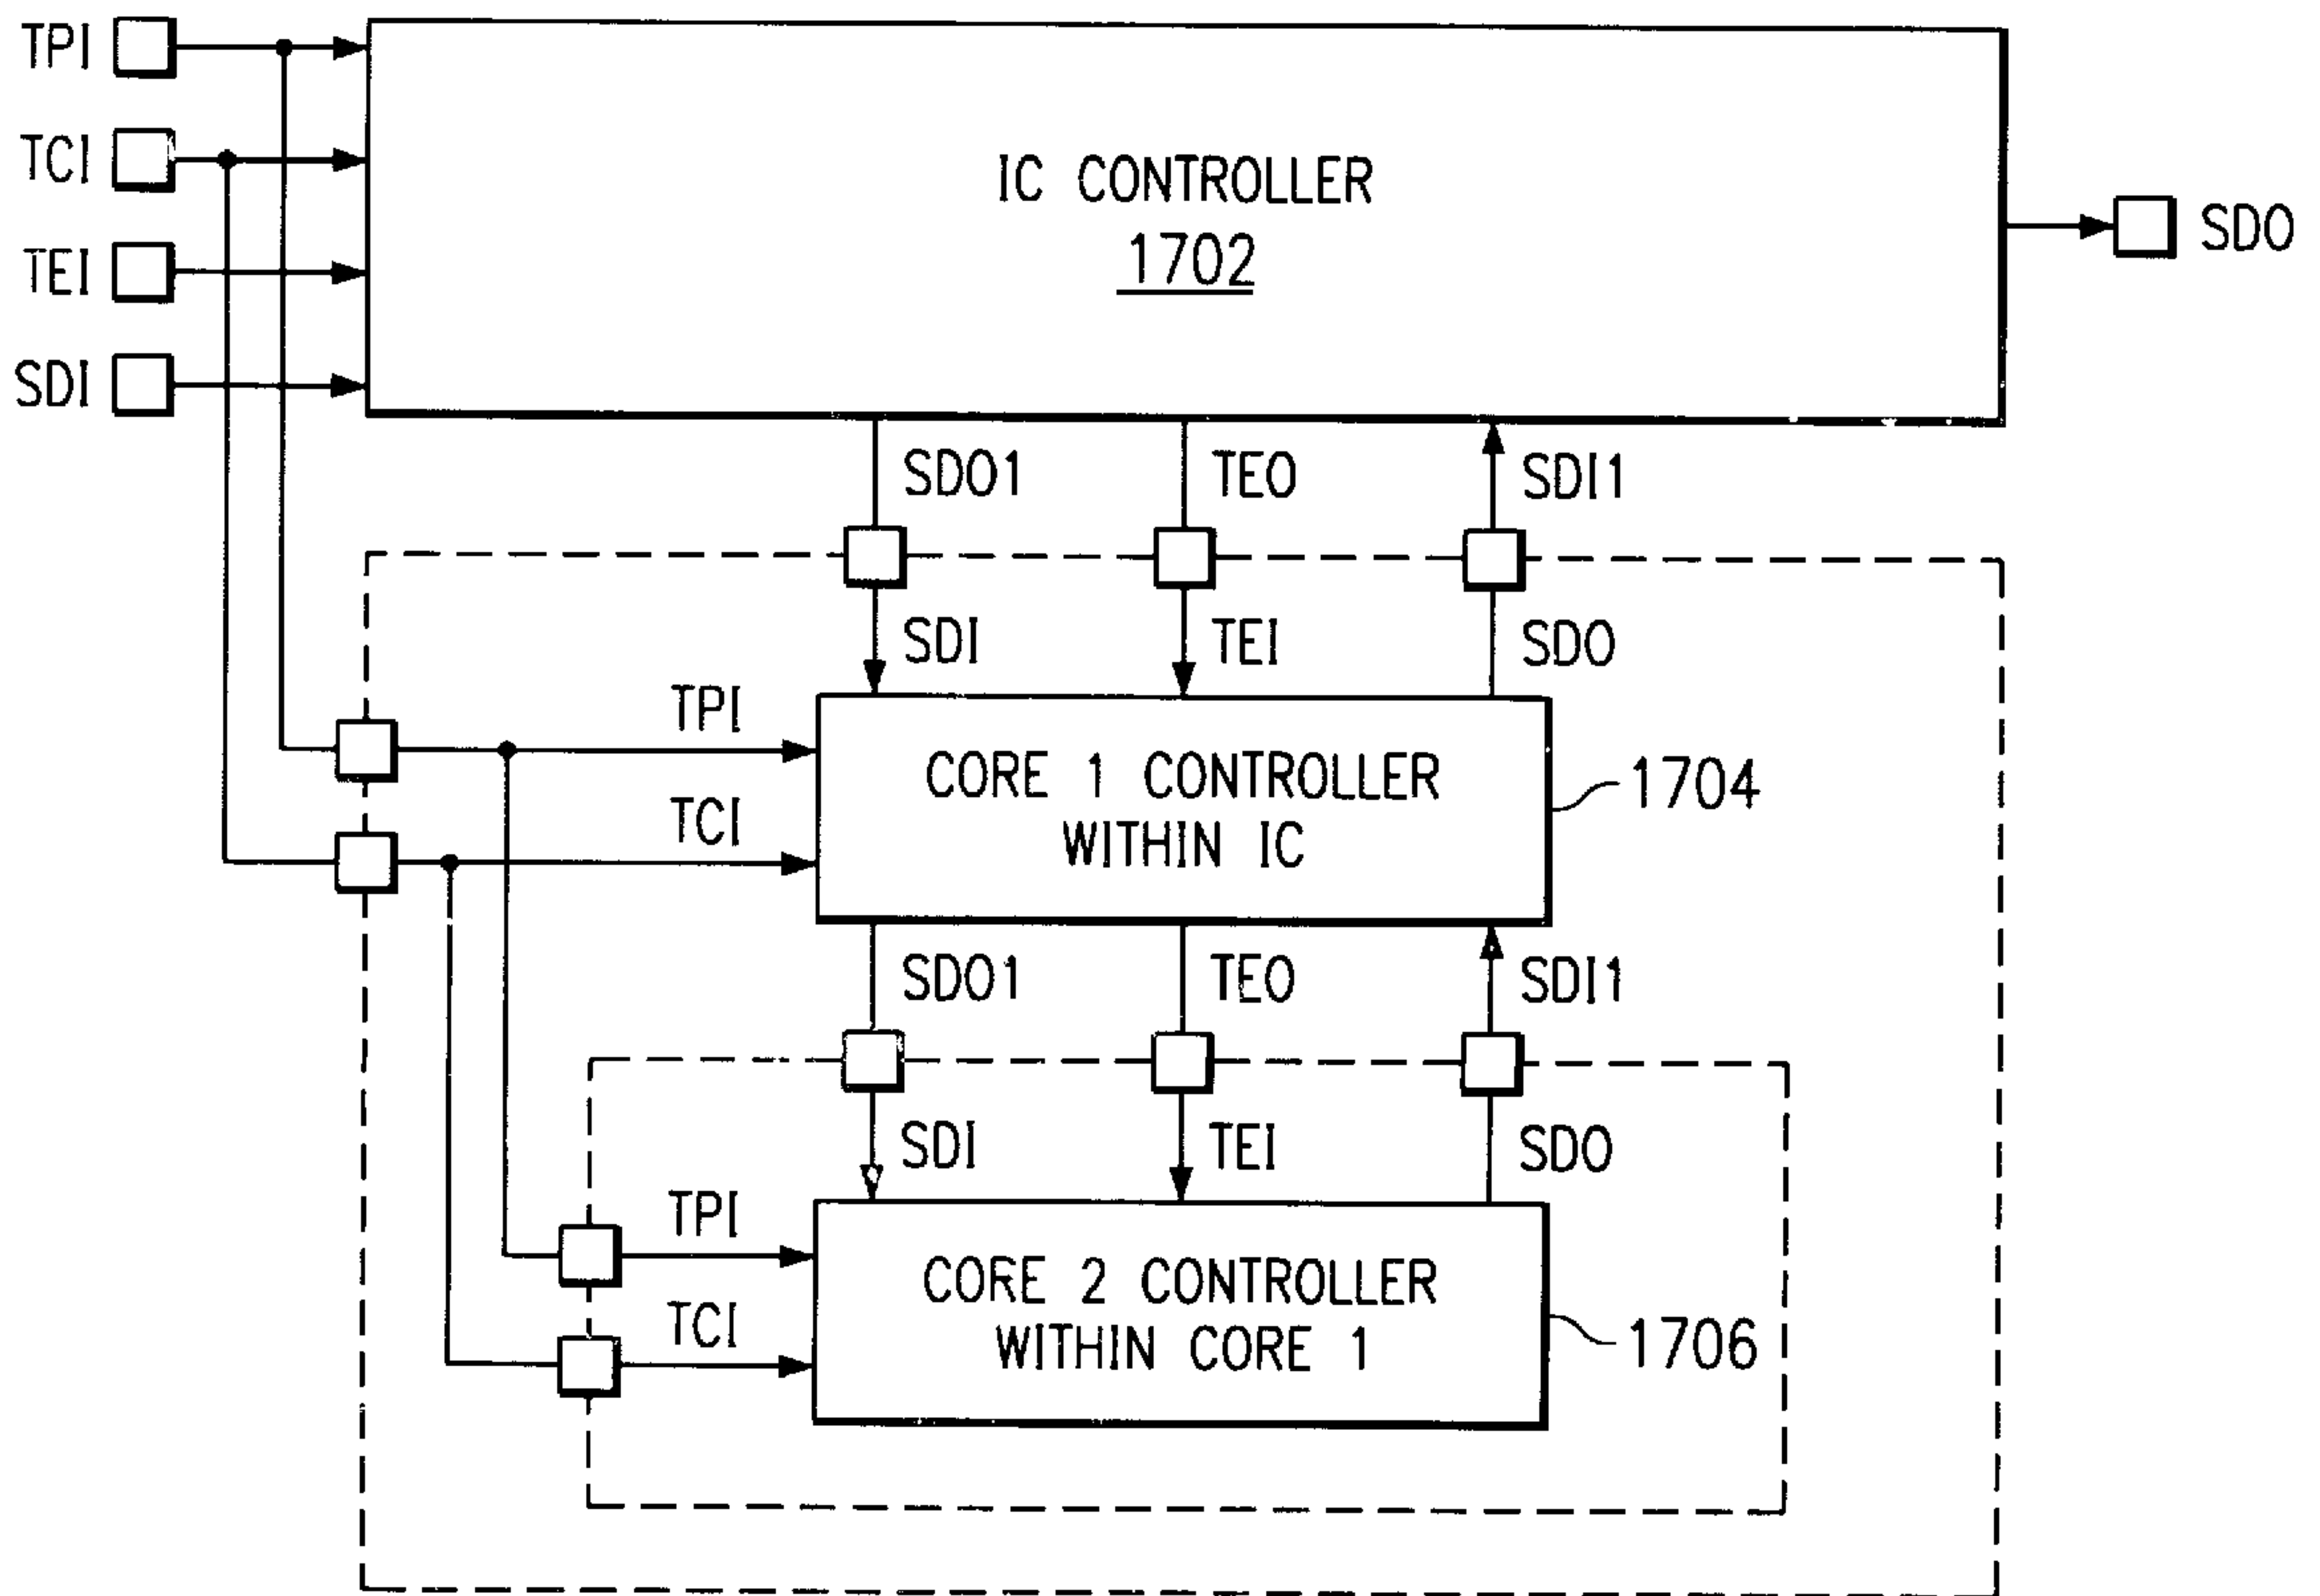 TPI
TCI
TEI
SDI
IC CONTROLLER
1702
SDO
SDO1
TEO
SDI1
SDI
TEI
SDO
TPI
TCI
CORE 1 CONTROLLER
WITHIN IC
1704
SDO1
TEO
SDI1
SDI
TEI
SDO
TPI
TCI
CORE 2 CONTROLLER
WITHIN CORE 1
1706